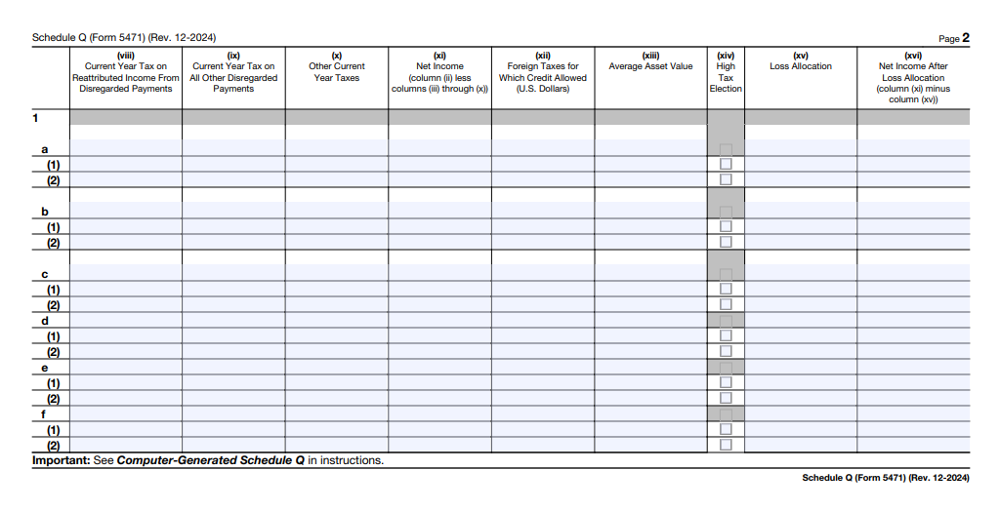 Schedule Q (Form 5471) (Rev. 12-2024) Page 2
(viii) Current Year Tax on Reattributed Income From Disregarded Payments
(ix) Current Year Tax on All Other Disregarded Payments
(x) Other Current Year Taxes
(xi) Net Income (column (ii) less columns (iii) through (x))
(xii) Foreign Taxes for Which Credit Allowed (U.S. Dollars)
(xiii) Average Asset Value
(xiv) High Tax Election
(xv) Loss Allocation
(xvi) Net Income After Loss Allocation (column (xi) minus column (xv))
1
a
(1)
(2)
b
(1)
(2)
c
(1)
(2)
d
(1)
(2)
e
(1)
(2)
f
(1)
(2)
Important: See Computer-Generated Schedule Q in instructions.
Schedule Q (Form 5471) (Rev. 12-2024)